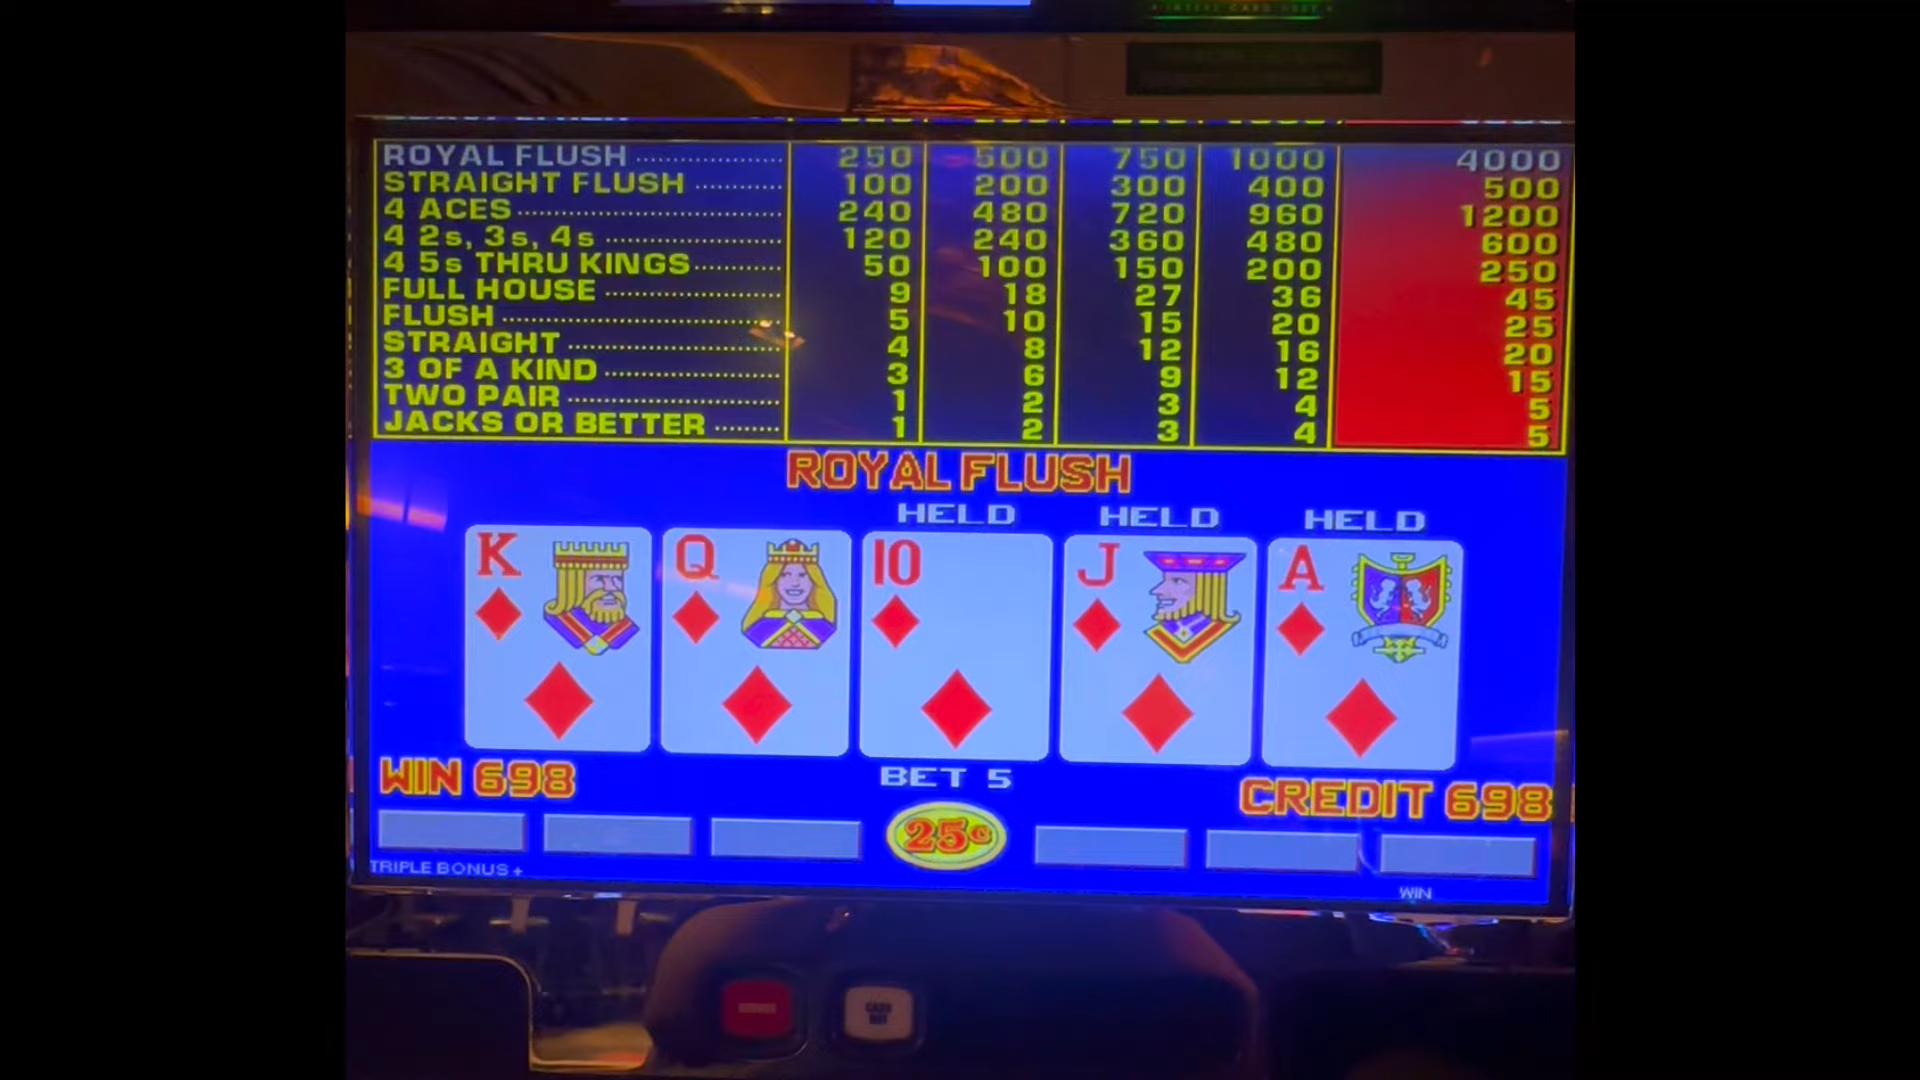 ROYAL FLUSH 250 500 750 1000 4000
STRAIGHT FLUSH 100 200 300 400 500
4 ACES 240 480 720 960 1200
4 2s, 3s, 4s 120 240 360 480 600
4 5s THRU KINGS 50 100 150 200 250
FULL HOUSE 9 18 27 36 45
FLUSH 5 10 15 20 25
STRAIGHT 4 8 12 16 20
3 OF A KIND 3 6 9 12 15
TWO PAIR 1 2 3 4 5
JACKS OR BETTER 1 2 3 4 5
ROYAL FLUSH
HELD HELD HELD
K Q 10 J A
WIN 698 BET 5 CREDIT 698
25¢
TRIPLE BONUS +
WIN